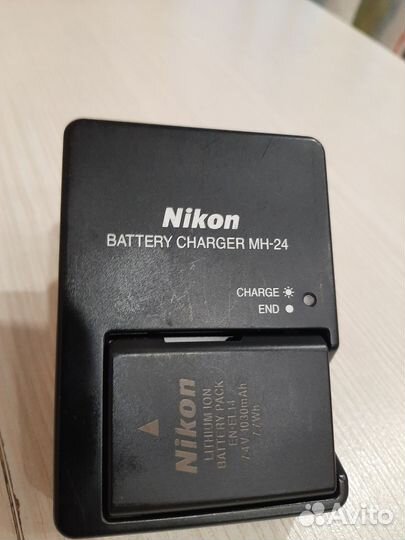 Nikon
BATTERY CHARGER MH-24
CHARGE
END
Nikon
LITHIUM ION
BATTERY PACK
EN-EL14
7.4V 1030mAh
7.7Wh
Avito